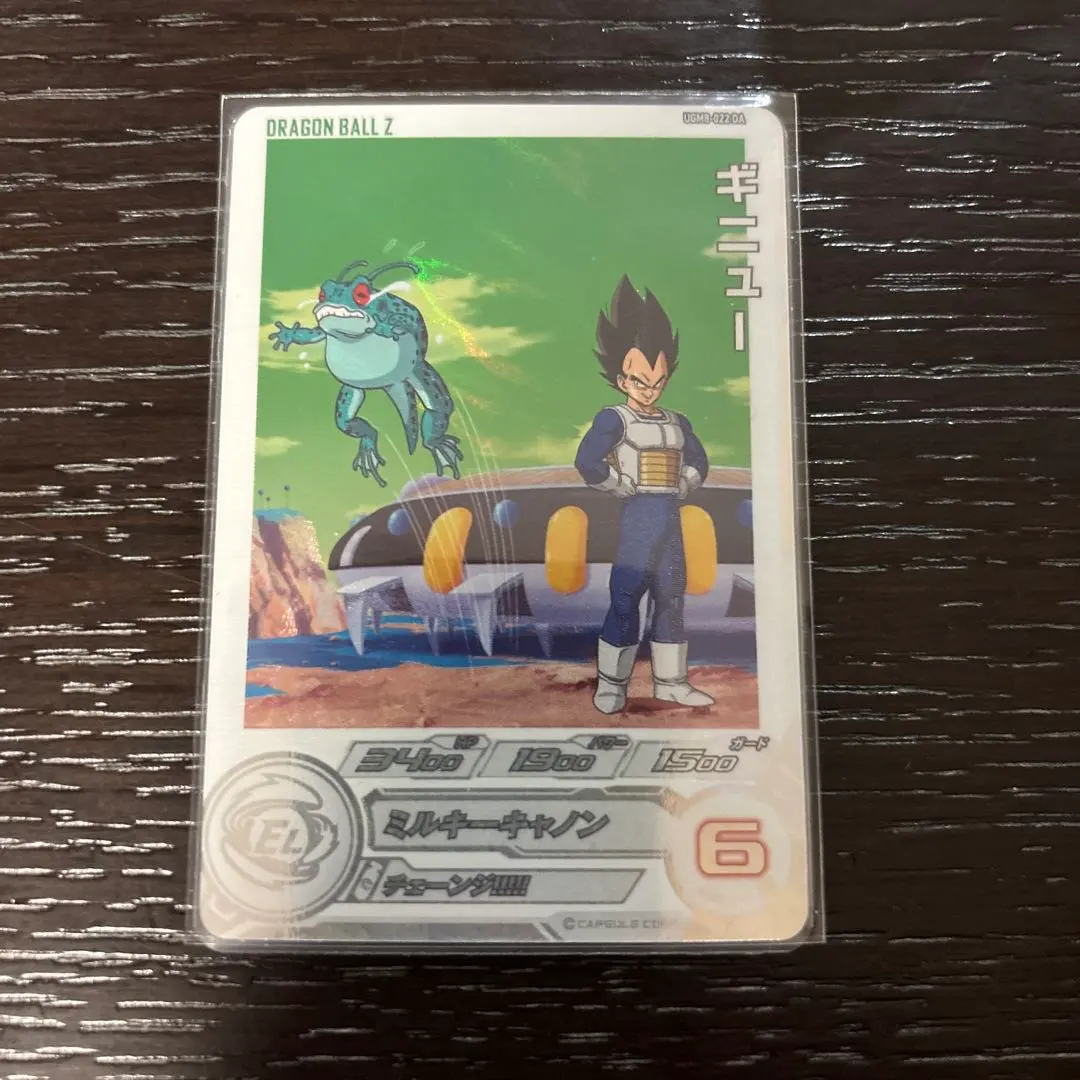 DRAGON BALL Z
UGM8-022 DA
ギニュー
HP
3400
パワー
1900
ガード
1500
EL
ミルキーキャノン
6
チェーンジ!!!!!
©CAPSULE